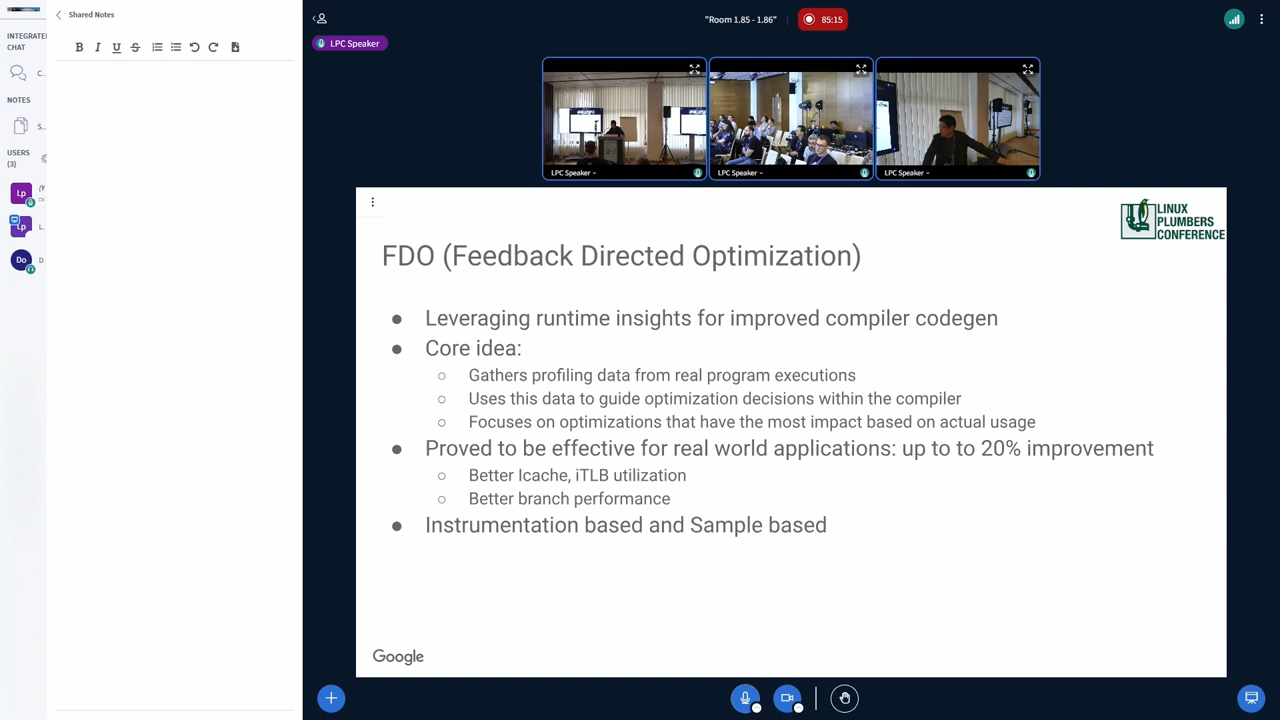 Shared Notes
INTEGRATE
CHAT
C..
NOTES
S..
USERS
(3)
Lp
Lp
L..
Do
D.
"Room 1.85 - 1.86"
85:15
LPC Speaker
LPC Speaker
LPC Speaker
LPC Speaker
LINUX
PLUMBERS
CONFERENCE
FDO (Feedback Directed Optimization)
● Leveraging runtime insights for improved compiler codegen
● Core idea:
○ Gathers profiling data from real program executions
○ Uses this data to guide optimization decisions within the compiler
○ Focuses on optimizations that have the most impact based on actual usage
● Proved to be effective for real world applications: up to to 20% improvement
○ Better Icache, iTLB utilization
○ Better branch performance
● Instrumentation based and Sample based
Google